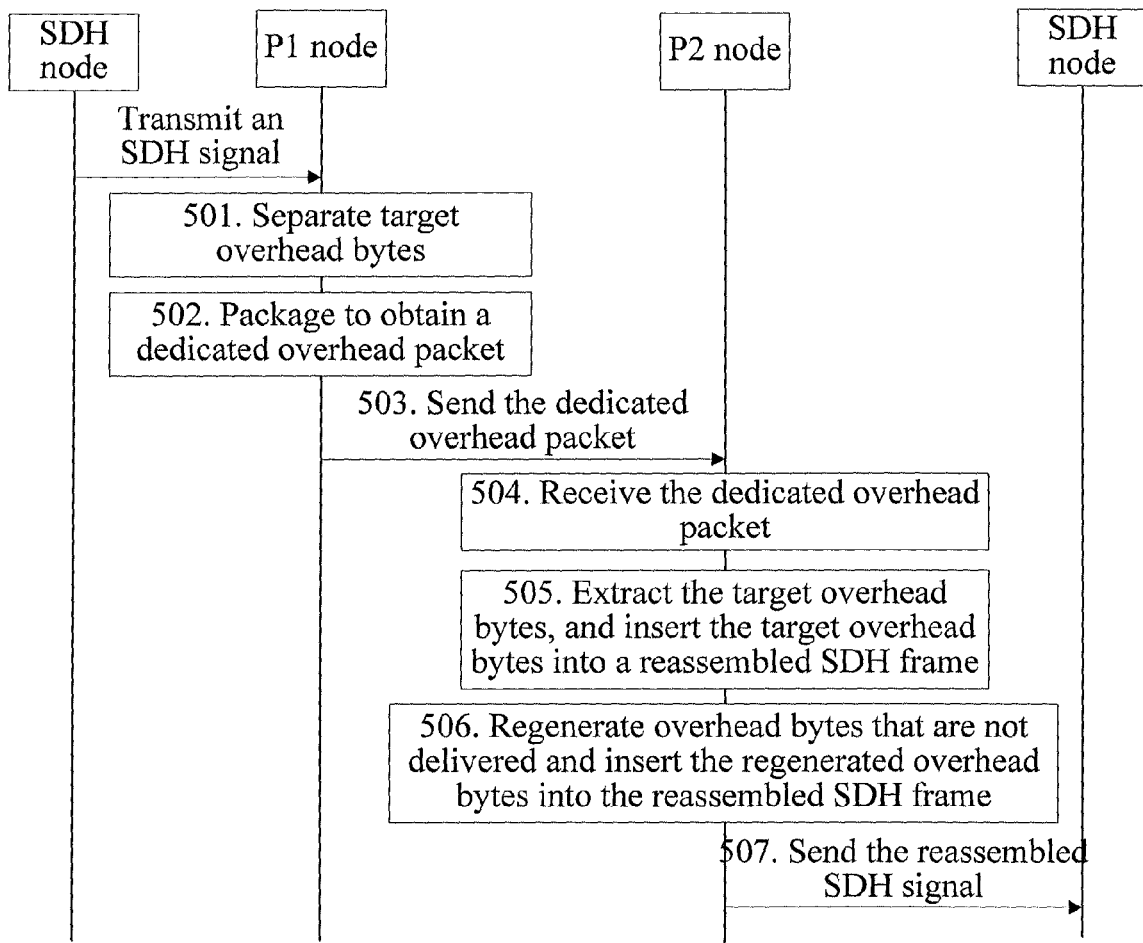 SDH
node
P1 node
P2 node
SDH
node
Transmit an
SDH signal
501. Separate target
overhead bytes
502. Package to obtain a
dedicated overhead packet
503. Send the dedicated
overhead packet
504. Receive the dedicated overhead
packet
505. Extract the target overhead
bytes, and insert the target overhead
bytes into a reassembled SDH frame
506. Regenerate overhead bytes that are not
delivered and insert the regenerated overhead
bytes into the reassembled SDH frame
507. Send the reassembled
SDH signal